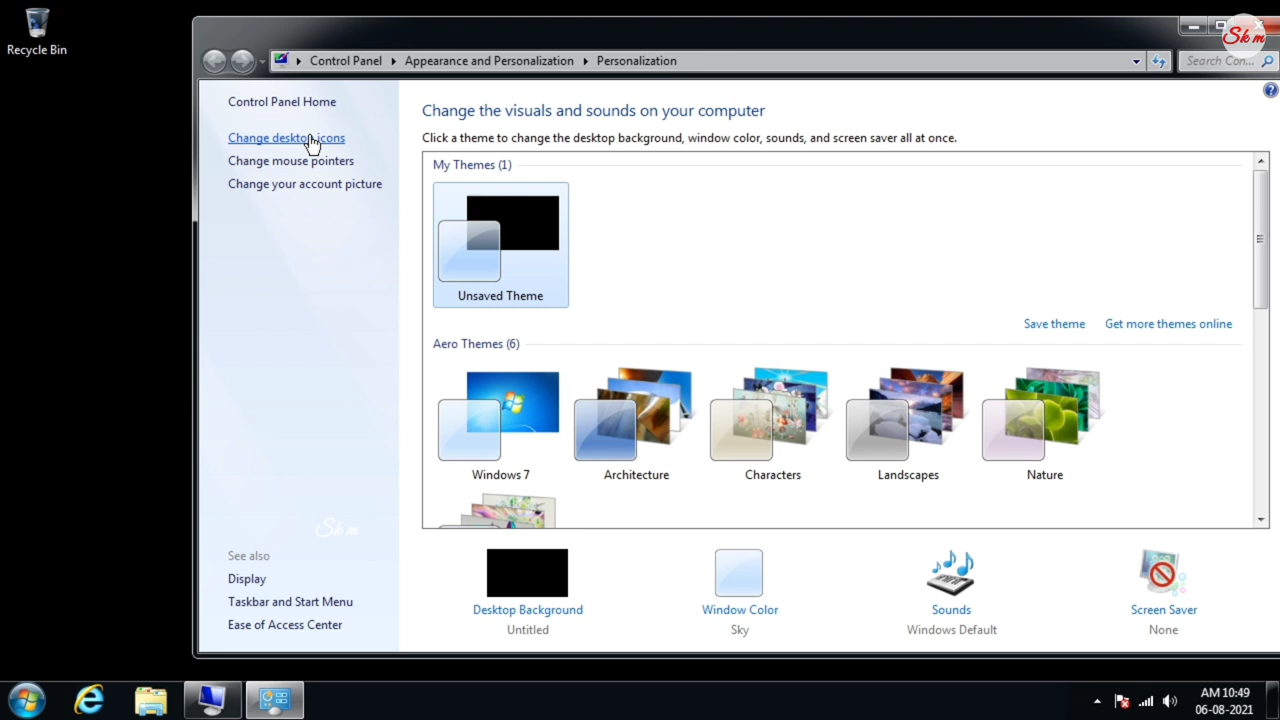 Recycle Bin
Skm
Control Panel Appearance and Personalization Personalization
Search Con...
Control Panel Home
Change desktop icons
Change mouse pointers
Change your account picture
Change the visuals and sounds on your computer
Click a theme to change the desktop background, window color, sounds, and screen saver all at once.
My Themes (1)
Unsaved Theme
Save theme
Get more themes online
Aero Themes (6)
Windows 7
Architecture
Characters
Landscapes
Nature
Skm
See also
Display
Taskbar and Start Menu
Ease of Access Center
Desktop Background
Untitled
Window Color
Sky
Sounds
Windows Default
Screen Saver
None
AM 10:49
06-08-2021